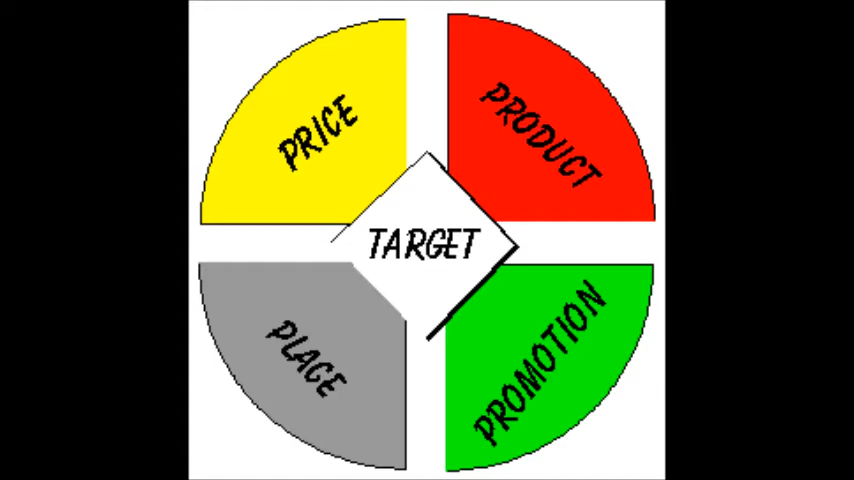 PRICE
PRODUCT
TARGET
PLACE
PROMOTION